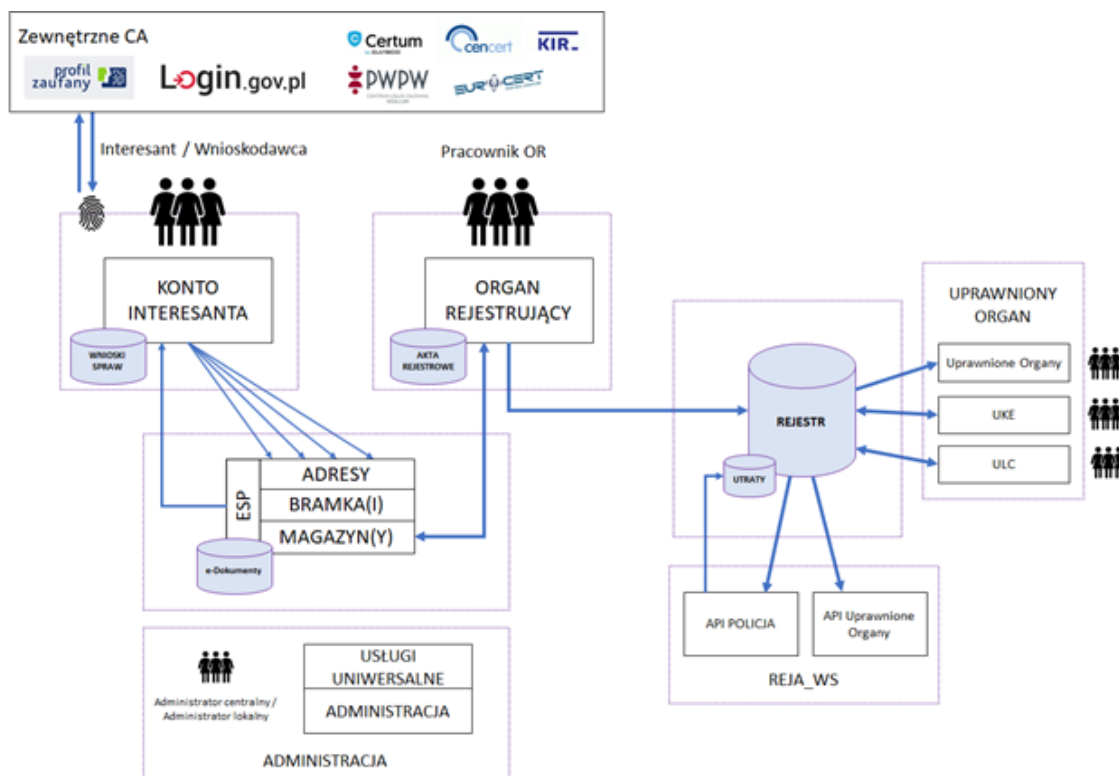 Zewnętrzne CA
profil
zaufany
Login.gov.pl
Certum
cencert
KIR
PWPW
EUROCERT
Interesant / Wnioskodawca
Pracownik OR
KONTO
INTERESANTA
WNIOSKI
SPRAW
ORGAN
REJESTRUJĄCY
AKTA
REJESTROWE
UPRAWNIONY
ORGAN
Uprawnione Organy
UKE
ULC
REJESTR
UTRATY
ESP
ADRESY
BRAMKA(I)
MAGAZYN(Y)
e-Dokumenty
API POLICJA
API Uprawnione
Organy
REJA_WS
Administrator centralny /
Administrator lokalny
USŁUGI
UNIWERSALNE
ADMINISTRACJA
ADMINISTRACJA